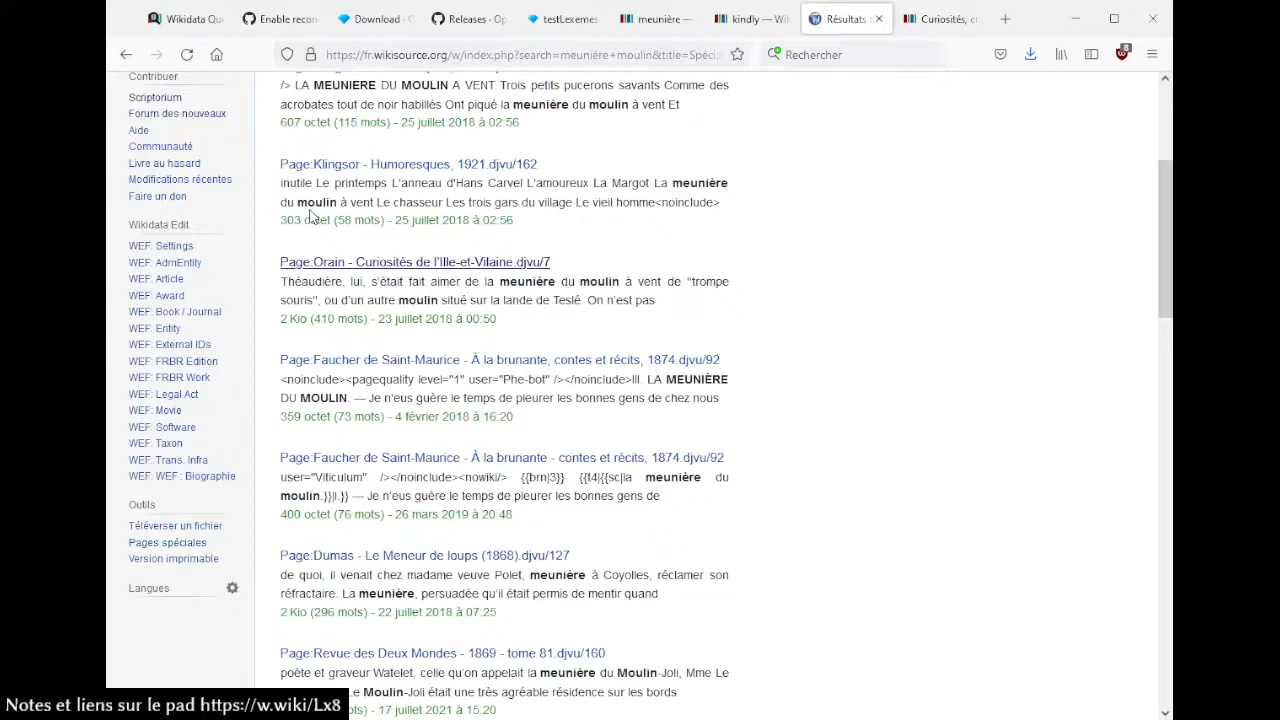 Wikidata Qu
Enable recon
Download - O
Releases - Op
testLexemes
meunière —
kindly — Wi
Résultats d
Curiosités, cr
https://fr.wikisource.org/w/index.php?search=meunière+moulin&title=Spéci
Rechercher
8
Contribuer
Scriptorium
Forum des nouveaux
Aide
Communauté
Livre au hasard
Modifications récentes
Faire un don
Wikidata Edit
WEF: Settings
WEF: AdmEntity
WEF: Article
WEF: Award
WEF: Book / Journal
WEF: Entity
WEF: External IDs
WEF: FRBR Edition
WEF: FRBR Work
WEF: Legal Act
WEF: Movie
WEF: Software
WEF: Taxon
WEF: Trans. Infra
WEF: WEF : Biographie
Outils
Téléverser un fichier
Pages spéciales
Version imprimable
Langues
/> LA MEUNIERE DU MOULIN A VENT Trois petits pucerons savants Comme des
acrobates tout de noir habillés Ont piqué la meunière du moulin à vent Et
607 octet (115 mots) - 25 juillet 2018 à 02:56
Page:Klingsor - Humoresques, 1921.djvu/162
inutile Le printemps L'anneau d'Hans Carvel L'amoureux La Margot La meunière
du moulin à vent Le chasseur Les trois gars du village Le vieil homme<noinclude>
303 octet (58 mots) - 25 juillet 2018 à 02:56
Page:Orain - Curiosités de l'Ille-et-Vilaine.djvu/7
Théaudière, lui, s'était fait aimer de la meunière du moulin à vent de "trompe
souris", ou d'un autre moulin situé sur la lande de Teslé. On n'est pas
2 Kio (410 mots) - 23 juillet 2018 à 00:50
Page:Faucher de Saint-Maurice - À la brunante, contes et récits, 1874.djvu/92
<noinclude><pagequality level="1" user="Phe-bot" /></noinclude>III. LA MEUNIÈRE
DU MOULIN. — Je n'eus guère le temps de pleurer les bonnes gens de chez nous
359 octet (73 mots) - 4 février 2018 à 16:20
Page:Faucher de Saint-Maurice - À la brunante - contes et récits, 1874.djvu/92
user="Viticulum" /></noinclude><nowiki/> {{brn|3}} {{t4|{{sc|la meunière du
moulin.}}|I.}} — Je n'eus guère le temps de pleurer les bonnes gens de
400 octet (76 mots) - 26 mars 2019 à 20:48
Page:Dumas - Le Meneur de loups (1868).djvu/127
de quoi, il venait chez madame veuve Polet, meunière à Coyolles, réclamer son
réfractaire. La meunière, persuadée qu'il était permis de mentir quand
2 Kio (296 mots) - 22 juillet 2018 à 07:25
Page:Revue des Deux Mondes - 1869 - tome 81.djvu/160
poète et graveur Watelet, celle qu'on appelait la meunière du Moulin-Joli, Mme Le
Le Moulin-Joli était une très agréable résidence sur les bords
17 juillet 2021 à 15:20
Notes et liens sur le pad https://w.wiki/Lx8